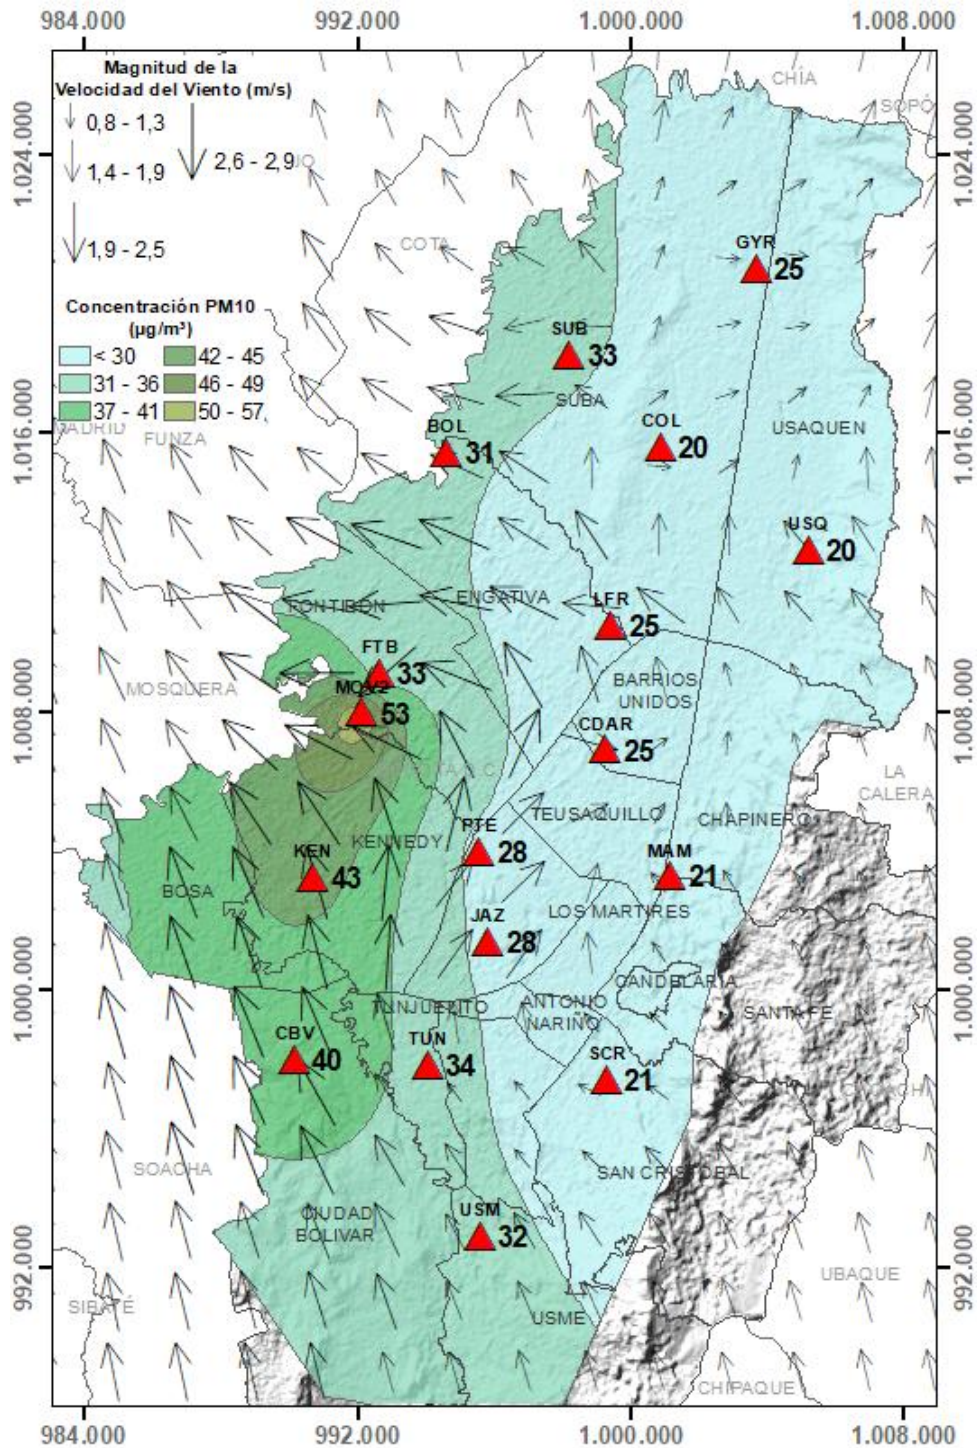 984.000
992.000
1.000.000
1.008.000
Magnitud de la
Velocidad del Viento (m/s)
0,8 - 1,3
1,4 - 1,9
2,6 - 2,9
1,9 - 2,5
Concentración PM10
(µg/m³)
< 30
42 - 45
31 - 36
46 - 49
37 - 41
50 - 57
CHÍA
SOPÓ
1.024.000
1.024.000
COTA
GYR
25
SUB
33
SUBA
MADRID
FUNZA
BOL
31
COL
20
USAQUEN
1.016.000
1.016.000
USQ
20
FONTIBÓN
ENGATIVA
LFR
25
FTB
33
MOSQUERA
MOV2
53
BARRIOS
UNIDOS
1.008.000
1.008.000
CDAR
25
LA
CALERA
TEUSAQUILLO
CHAPINERO
KENNEDY
PTE
28
KEN
43
MAM
21
BOSA
JAZ
28
LOS MARTIRES
CANDELARIA
TUNJUELITO
ANTONIO
NARIÑO
SANTA FE
1.000.000
1.000.000
CBV
40
TUN
34
SCR
21
SOACHA
SAN CRISTOBAL
CIUDAD
BOLIVAR
USM
32
992.000
992.000
UBAQUE
SIBATÉ
USME
CHIPAQUE
984.000
992.000
1.000.000
1.008.000